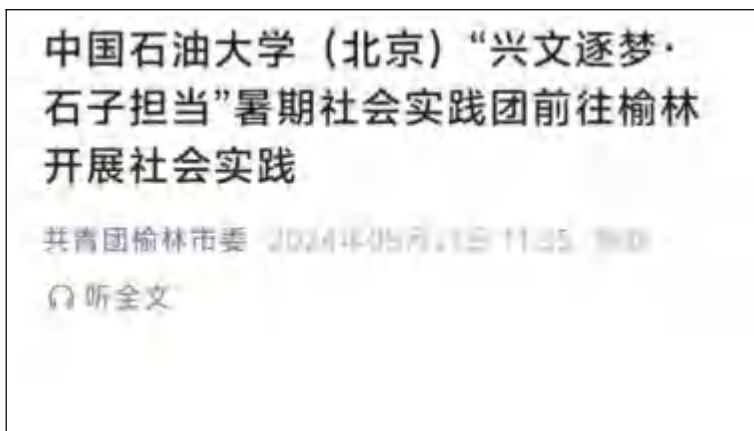 中国石油大学（北京）“兴文逐梦·
石子担当”暑期社会实践团前往榆林
开展社会实践
共青团榆林市委
听全文